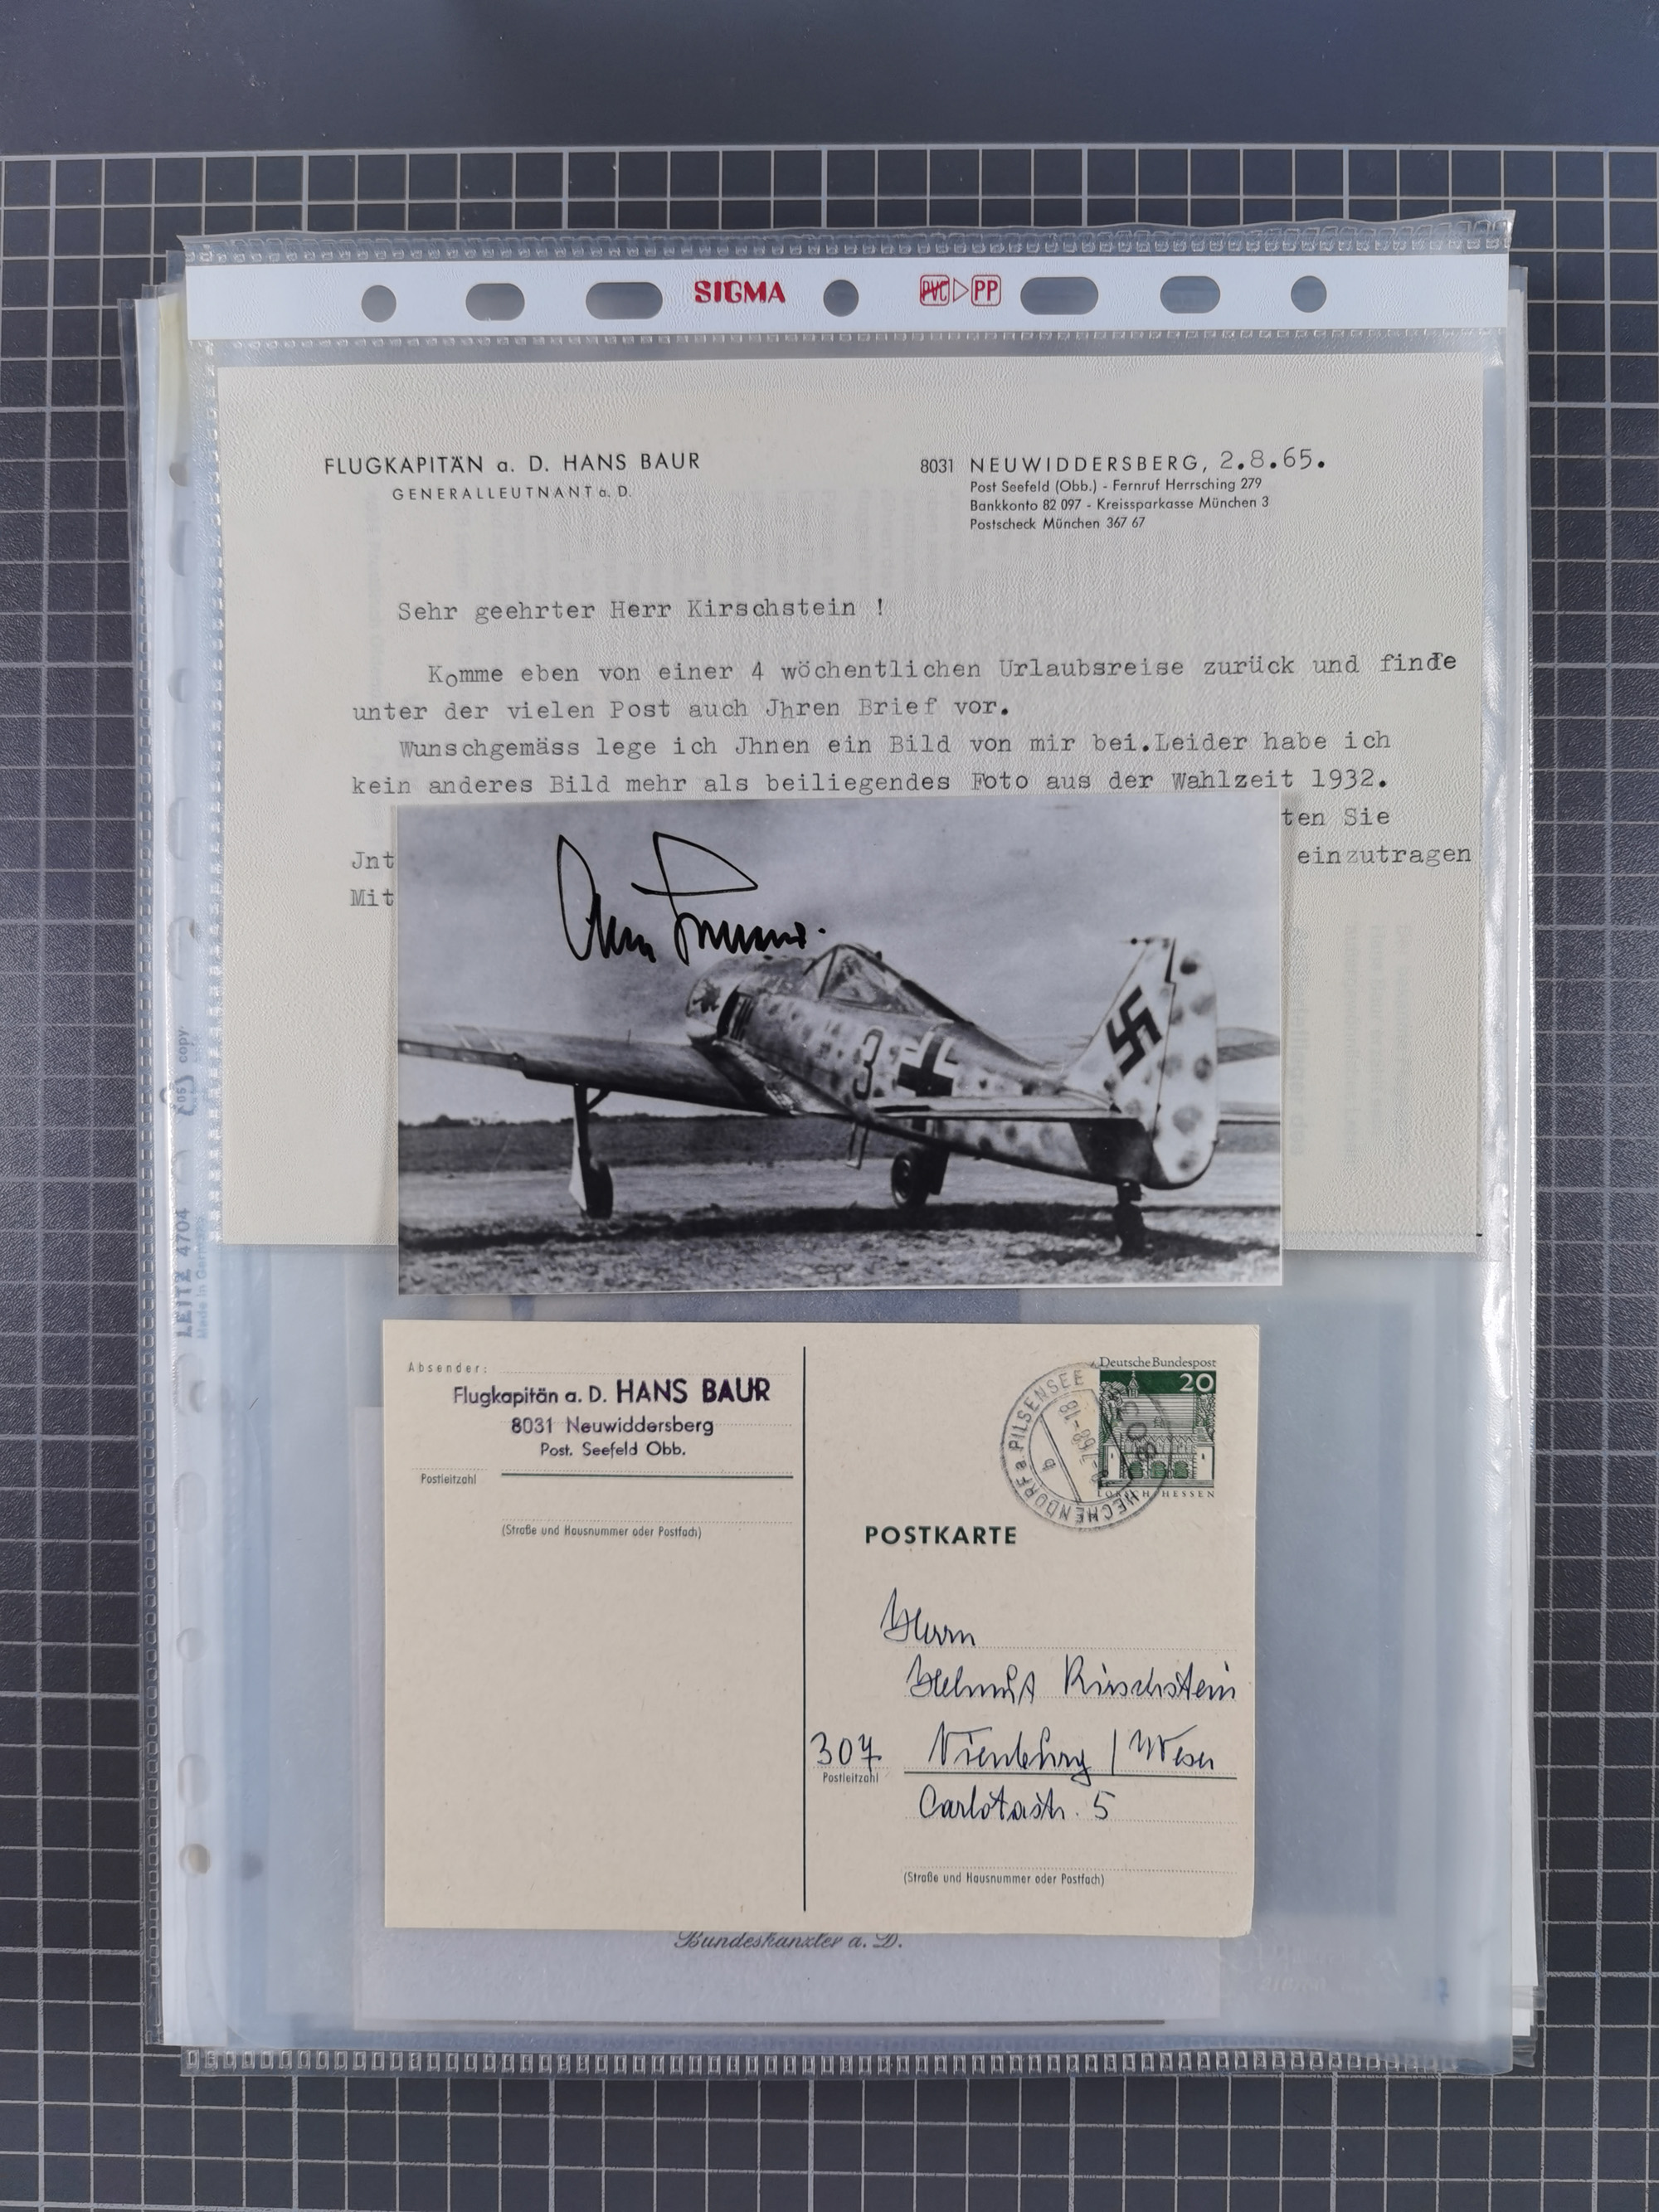 SIGMA PVC PP
FLUGKAPITÄN a. D. HANS BAUR
GENERALLEUTNANT a. D.
8031 NEUWIDDERSBERG, 2.8.65.
Post Seefeld (Obb.) - Fernruf Herrsching 279
Bankkonto 82 097 - Kreissparkasse München 3
Postscheck München 367 67
Sehr geehrter Herr Kirschstein !
Komme eben von einer 4 wöchentlichen Urlaubsreise zurück und finde
unter der vielen Post auch Jhren Brief vor.
Wunschgemäss lege ich Jhnen ein Bild von mir bei.Leider habe ich
kein anderes Bild mehr als beiliegendes Foto aus der Wahlzeit 1932.
ten Sie
Jnt einzutragen
Mit
3
copy
LEITZ 4704
Made in Germany
Absender:
Flugkapitän a. D. HANS BAUR
8031 Neuwiddersberg
Post. Seefeld Obb.
Postleitzahl
(Straße und Hausnummer oder Postfach)
Deutsche Bundespost
20
LORSCH HESSEN
HECHENDORF a. PILSENSEE
8031
POSTKARTE
Herrn
Helmut Kirschstein
307 Nienburg / Weser
Postleitzahl
Carlotastr. 5
(Straße und Hausnummer oder Postfach)
Bundeskanzler a. D.